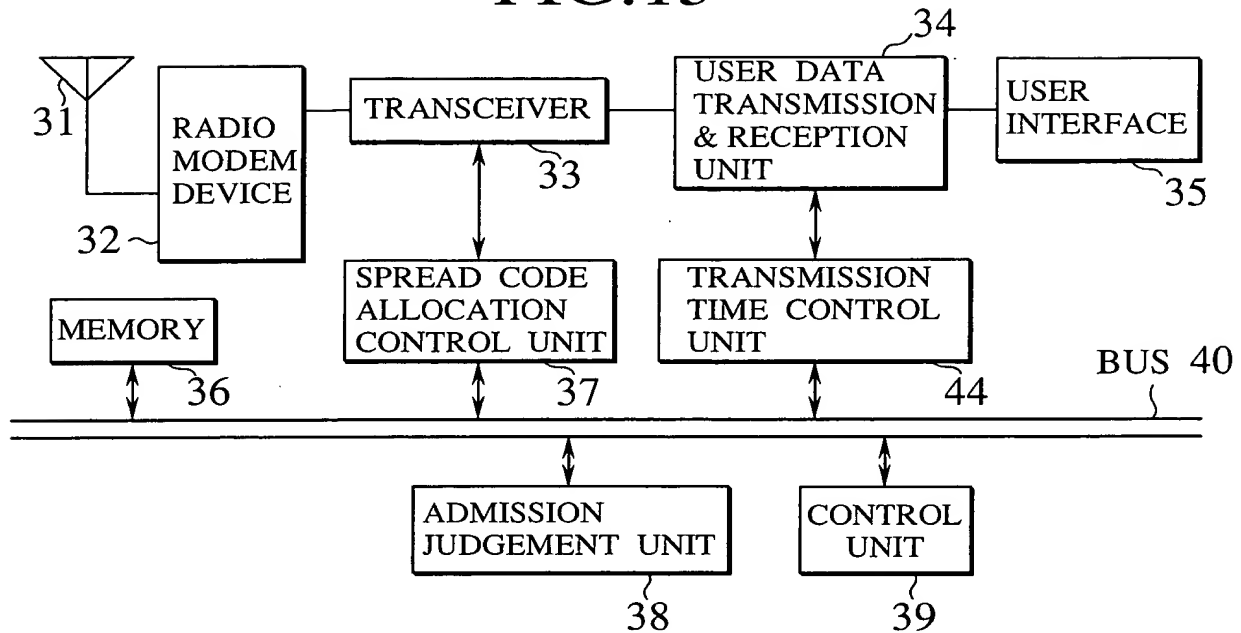 34
31
RADIO
MODEM
DEVICE
32
TRANSCEIVER
33
USER DATA
TRANSMISSION
& RECEPTION
UNIT
USER
INTERFACE
35
MEMORY
36
SPREAD CODE
ALLOCATION
CONTROL UNIT
37
TRANSMISSION
TIME CONTROL
UNIT
44
BUS 40
ADMISSION
JUDGEMENT UNIT
38
CONTROL
UNIT
39